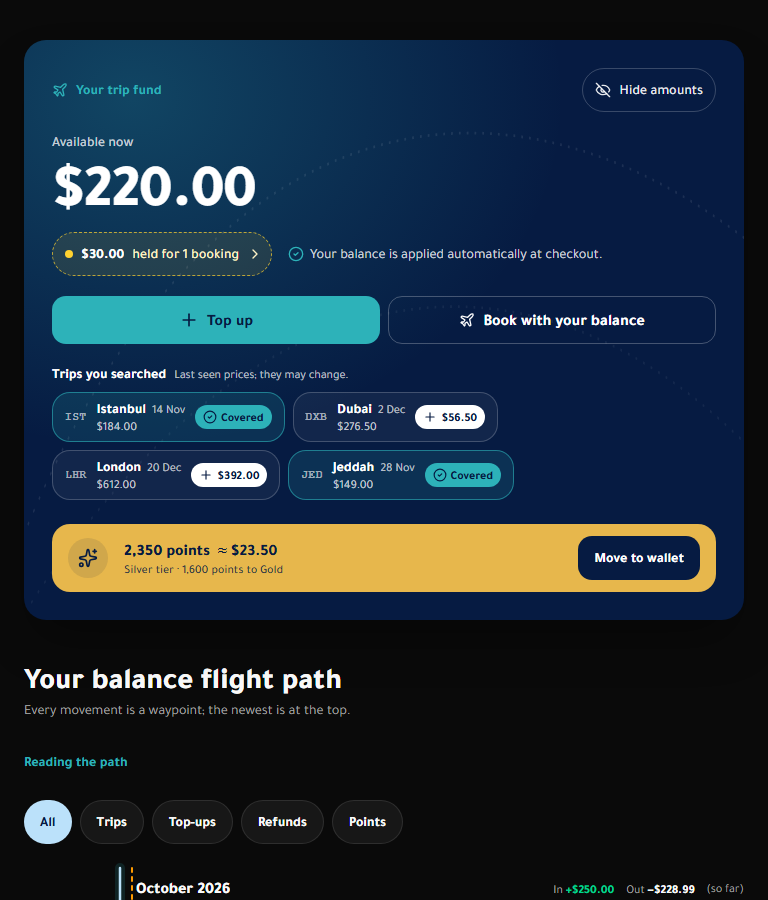 Your trip fund
Hide amounts
Available now
$220.00
$30.00 held for 1 booking
Your balance is applied automatically at checkout.
Top up
Book with your balance
Trips you searched Last seen prices; they may change.
IST Istanbul 14 Nov
$184.00
Covered
DXB Dubai 2 Dec
$276.50
+ $56.50
LHR London 20 Dec
$612.00
+ $392.00
JED Jeddah 28 Nov
$149.00
Covered
2,350 points ≈ $23.50
Silver tier · 1,600 points to Gold
Move to wallet
Your balance flight path
Every movement is a waypoint; the newest is at the top.
Reading the path
All Trips Top-ups Refunds Points
October 2026 In +$250.00 Out −$228.99 (so far)